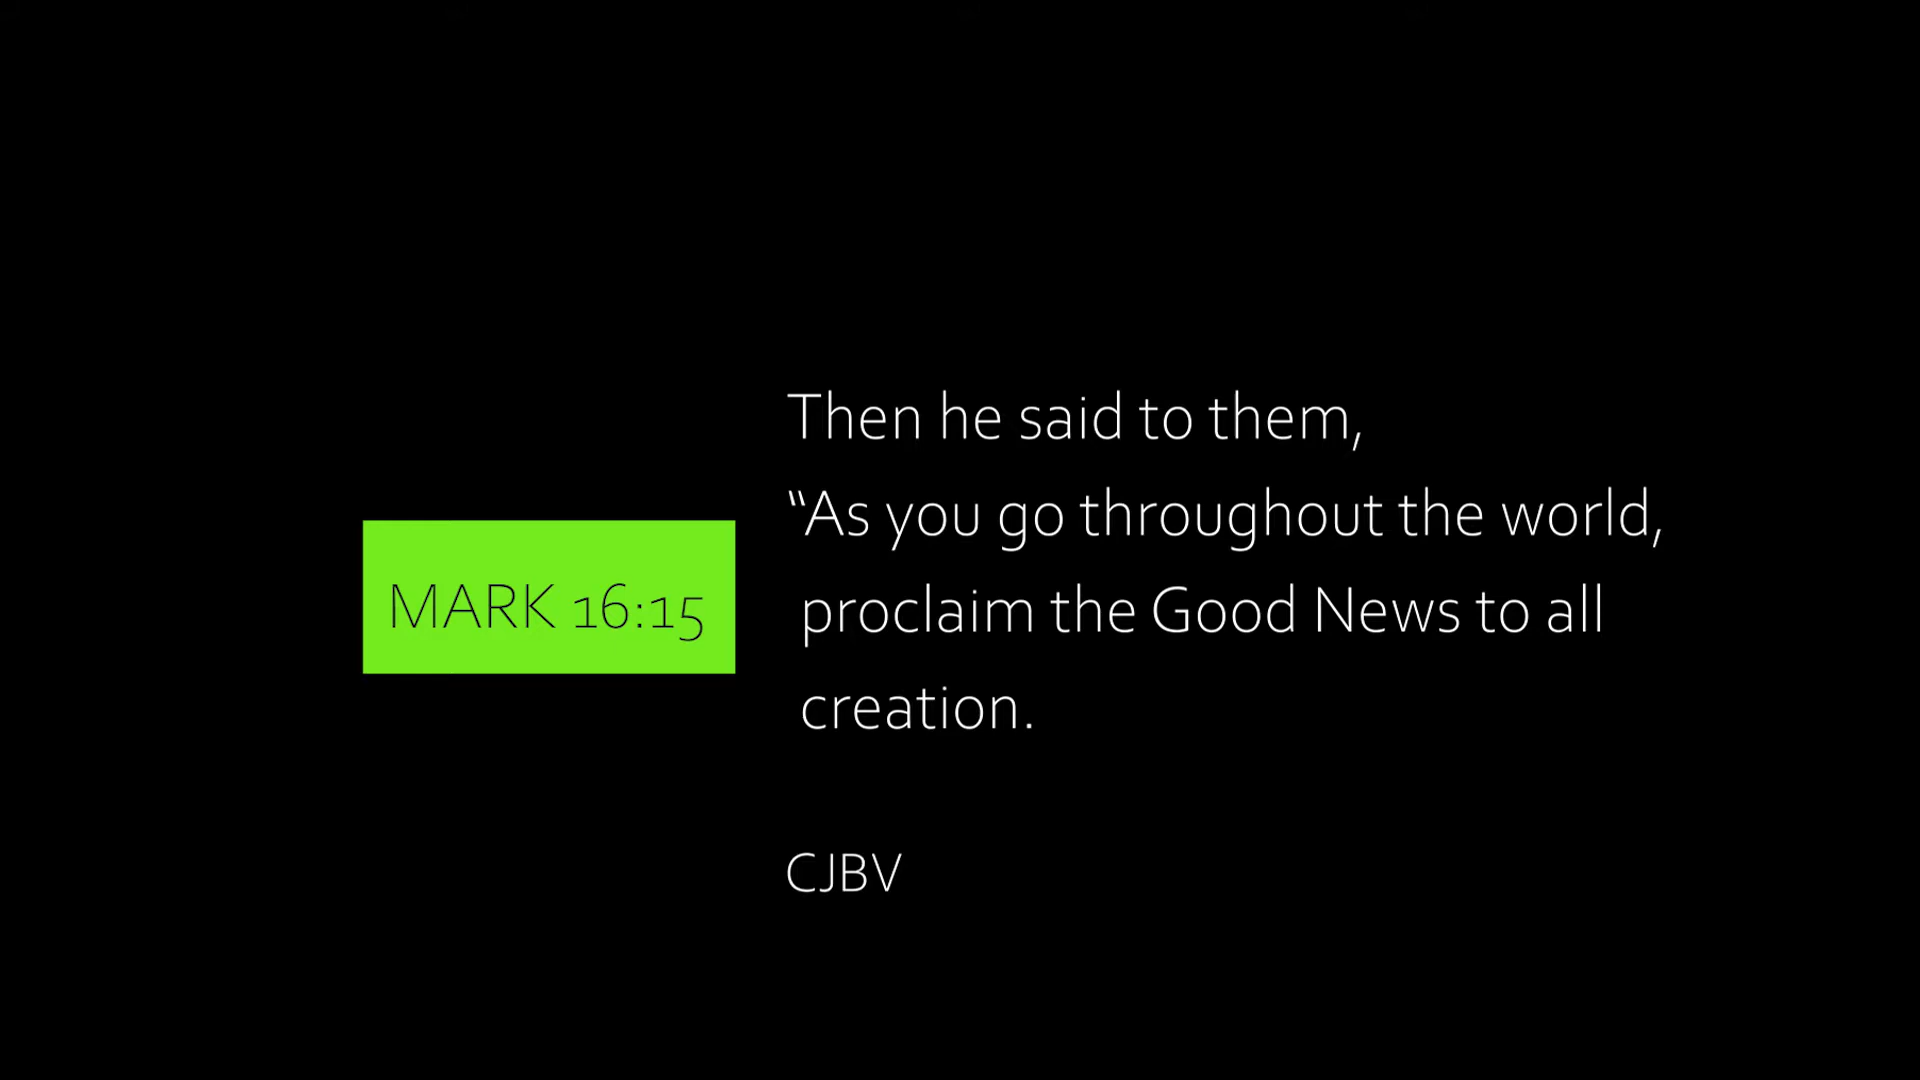 MARK 16:15
Then he said to them,
“As you go throughout the world,
proclaim the Good News to all
creation.
CJBV